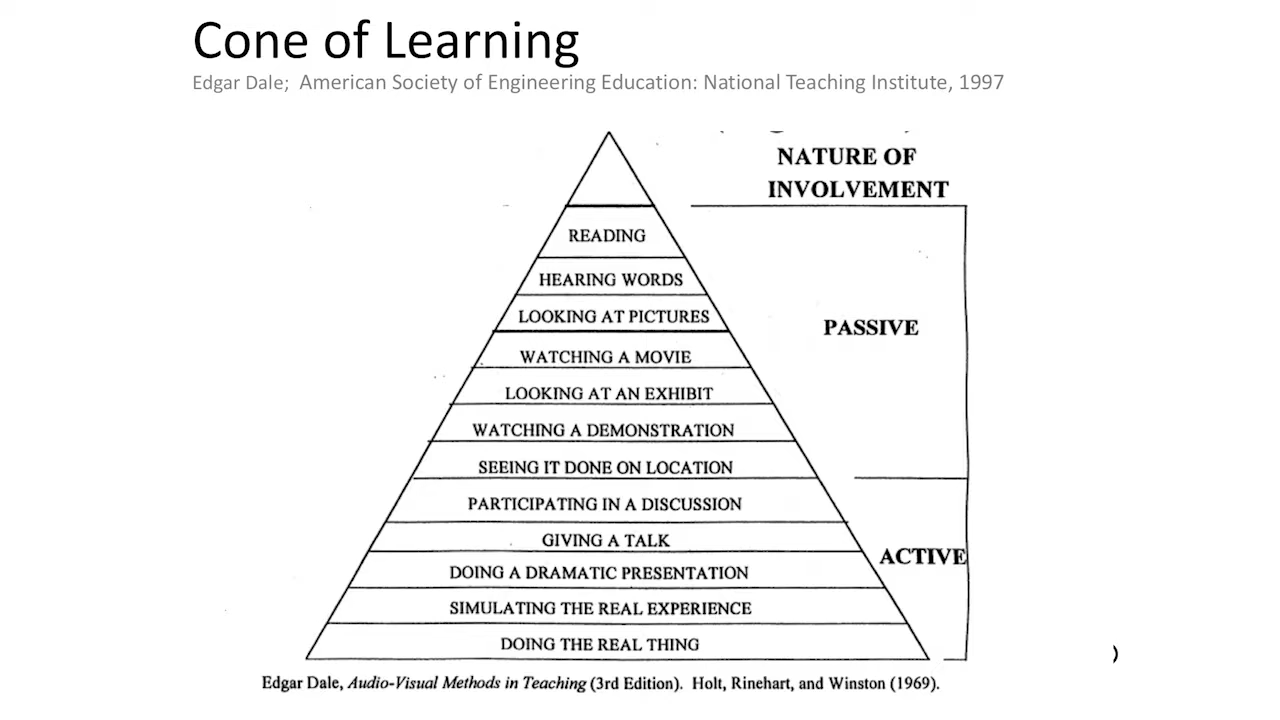 Cone of Learning
Edgar Dale;  American Society of Engineering Education: National Teaching Institute, 1997
NATURE OF
INVOLVEMENT
READING
HEARING WORDS
LOOKING AT PICTURES
WATCHING A MOVIE
LOOKING AT AN EXHIBIT
WATCHING A DEMONSTRATION
SEEING IT DONE ON LOCATION
PASSIVE
PARTICIPATING IN A DISCUSSION
GIVING A TALK
DOING A DRAMATIC PRESENTATION
SIMULATING THE REAL EXPERIENCE
DOING THE REAL THING
ACTIVE
)
Edgar Dale, Audio-Visual Methods in Teaching (3rd Edition).  Holt, Rinehart, and Winston (1969).